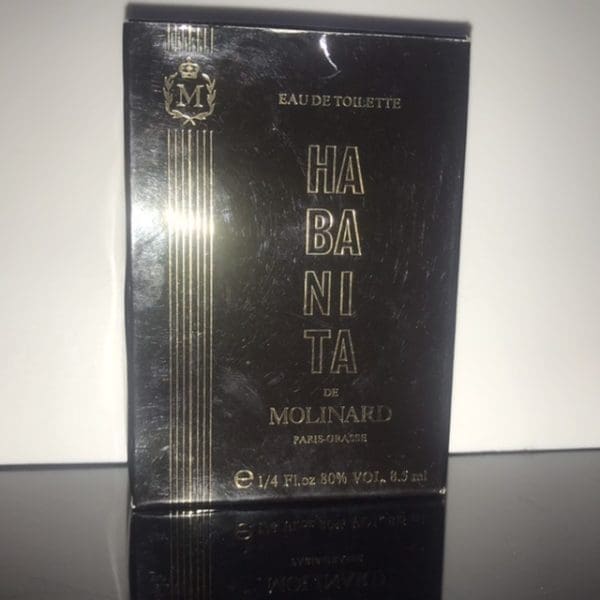 M
EAU DE TOILETTE
HA
BA
NI
TA
DE
MOLINARD
PARIS-GRASSE
℮ 1/4 Fl.oz 80% VOL. 8.5 ml